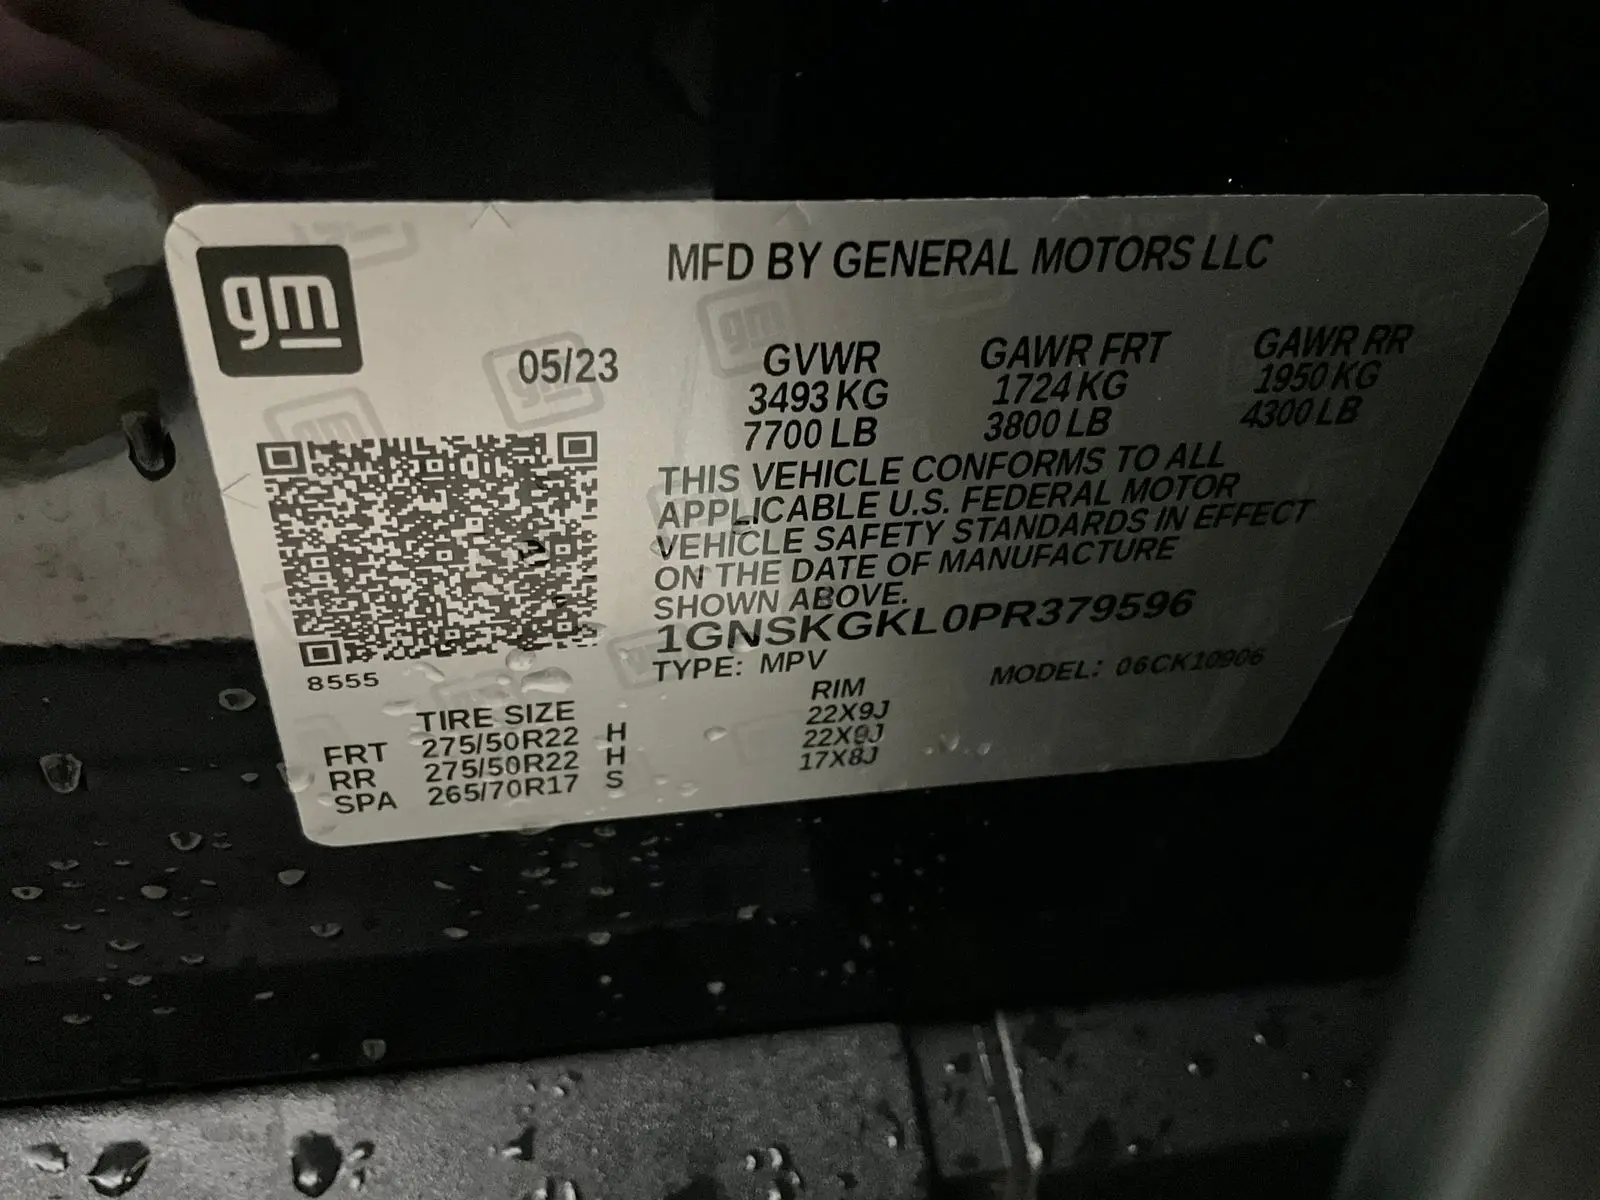 gm
MFD BY GENERAL MOTORS LLC
05/23
GVWR GAWR FRT GAWR RR
3493 KG 1724 KG 1950 KG
7700 LB 3800 LB 4300 LB
THIS VEHICLE CONFORMS TO ALL
APPLICABLE U.S. FEDERAL MOTOR
VEHICLE SAFETY STANDARDS IN EFFECT
ON THE DATE OF MANUFACTURE
SHOWN ABOVE.
1GNSKGKL0PR379596
TYPE: MPV MODEL: 06CK10906
8555
TIRE SIZE RIM
FRT 275/50R22 H 22X9J
RR 275/50R22 H 22X9J
SPA 265/70R17 S 17X8J